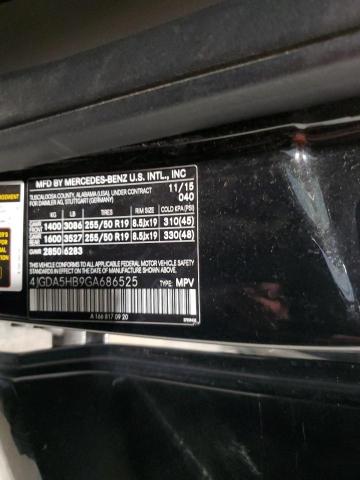 MFD BY MERCEDES-BENZ U.S. INTL., INC
TUSCALOOSA COUNTY, ALABAMA (USA), UNDER CONTRACT 11/15
FOR DAIMLER AG, STUTTGART (GERMANY) 040
KG LB TIRES RIM SIZE COLD KPA (PSI)
FRONT 1400 3086 255/50 R19 8.5Jx19 310(45)
REAR 1600 3527 255/50 R19 8.5Jx19 330(48)
2850 6283
THIS VEHICLE CONFORMS TO ALL APPLICABLE FEDERAL MOTOR VEHICLE SAFETY
STANDARDS IN EFFECT ON THE DATE OF MANUFACTURE SHOWN ABOVE.
4JGDA5HB9GA686525 TYPE: MPV
A 166 817 09 20